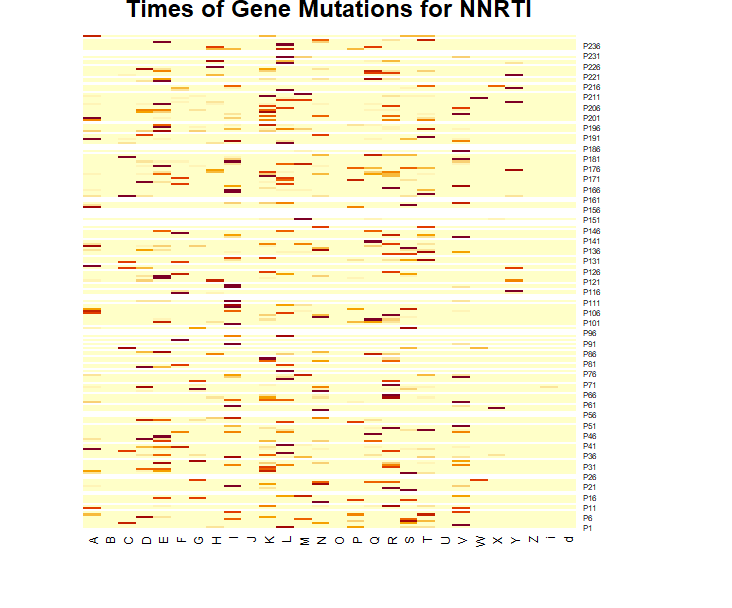 Times of Gene Mutations for NNRTI
P236
P231
P226
P221
P216
P211
P206
P201
P196
P191
P186
P181
P176
P171
P166
P161
P156
P151
P146
P141
P136
P131
P126
P121
P116
P111
P106
P101
P96
P91
P86
P81
P76
P71
P66
P61
P56
P51
P46
P41
P36
P31
P26
P21
P16
P11
P6
P1
A B C D E F G H I J K L M N O P Q R S T U V W X Y Z i d